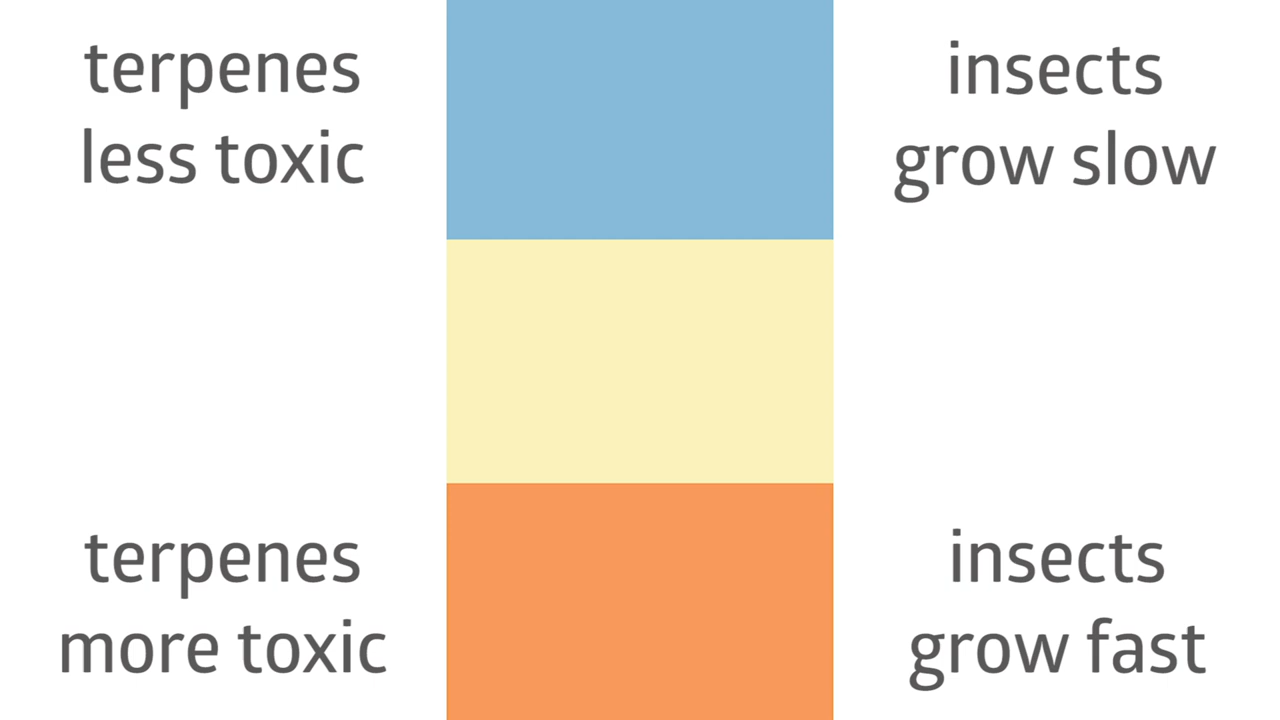 terpenes
less toxic
insects
grow slow
terpenes
more toxic
insects
grow fast